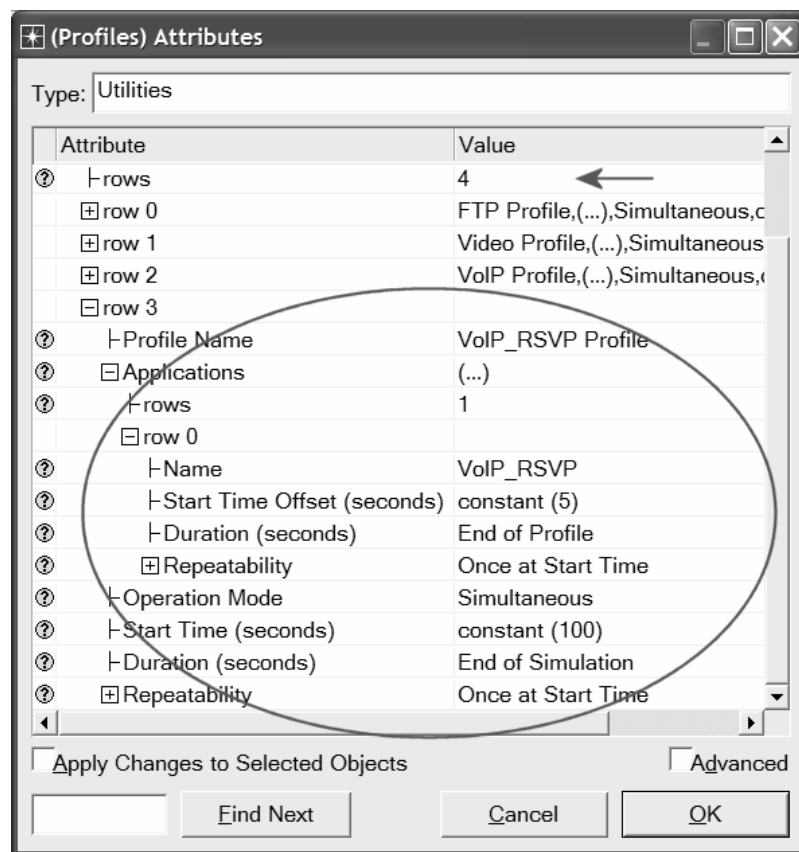 (Profiles) Attributes
Type: Utilities
Attribute Value
rows 4
row 0 FTP Profile,(...),Simultaneous,c
row 1 Video Profile,(...),Simultaneous
row 2 VoIP Profile,(...),Simultaneous,
row 3
Profile Name VoIP_RSVP Profile
Applications (...)
rows 1
row 0
Name VoIP_RSVP
Start Time Offset (seconds) constant (5)
Duration (seconds) End of Profile
Repeatability Once at Start Time
Operation Mode Simultaneous
Start Time (seconds) constant (100)
Duration (seconds) End of Simulation
Repeatability Once at Start Time
Apply Changes to Selected Objects Advanced
Find Next Cancel OK